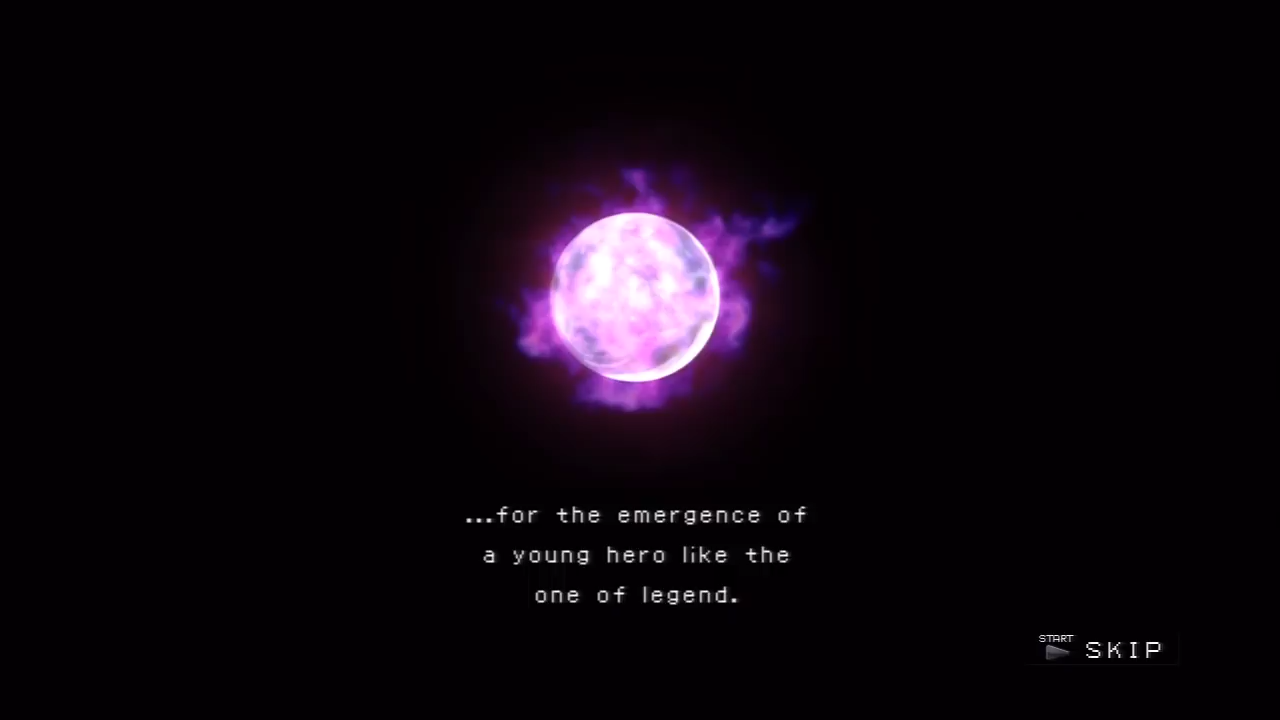 ...for the emergence of
a young hero like the
one of legend.
START
SKIP